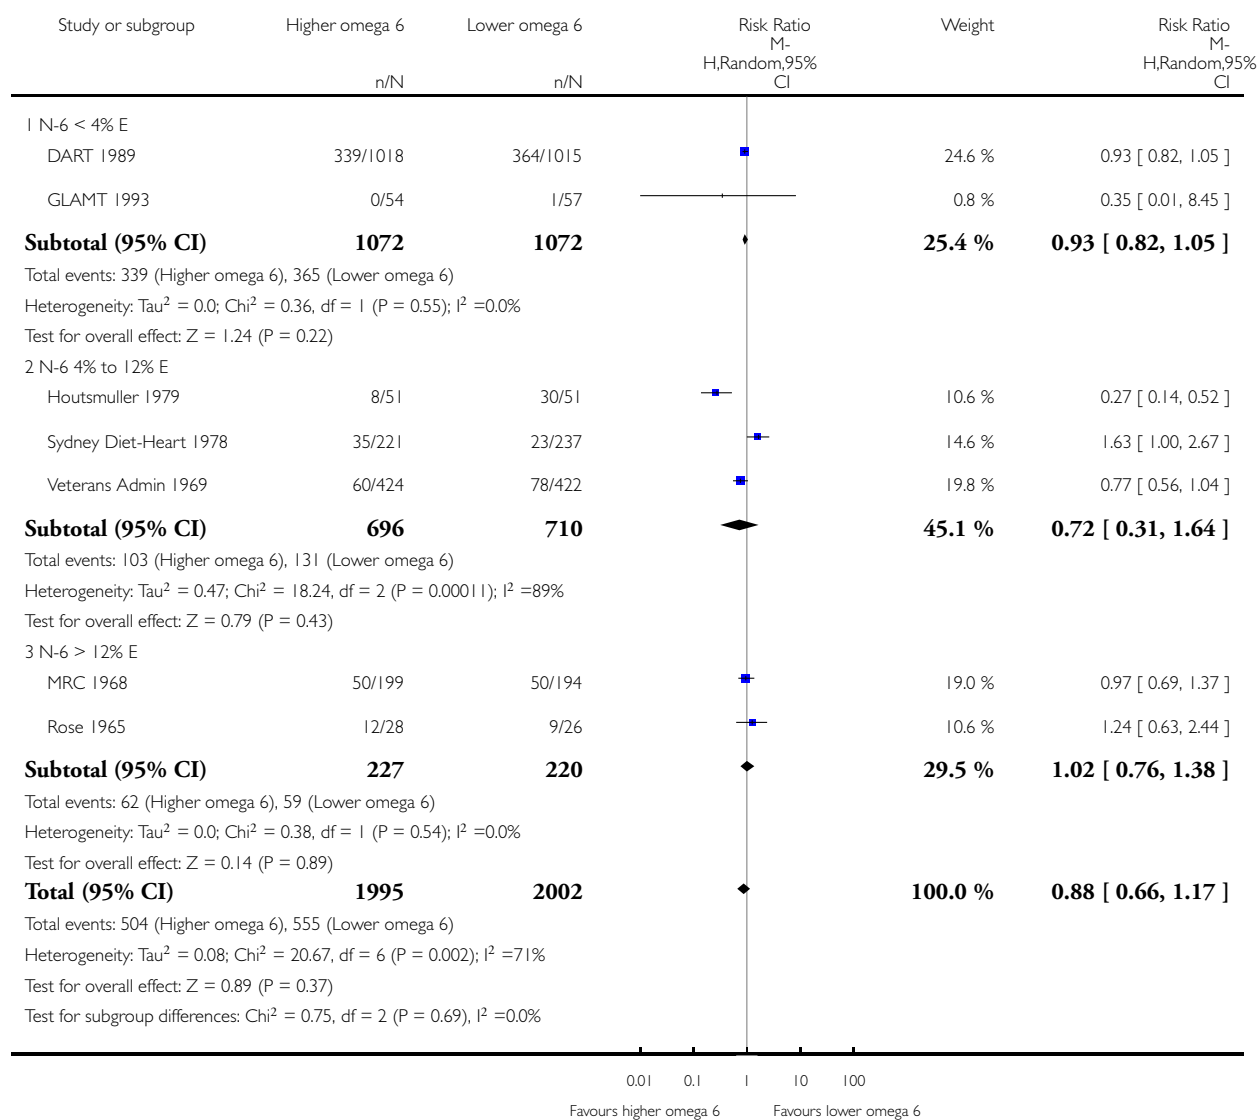 Study or subgroup Higher omega 6 Lower omega 6 Risk Ratio Weight Risk Ratio
M- M-
H,Random,95% H,Random,95%
n/N n/N CI CI
1 N-6 < 4% E
DART 1989 339/1018 364/1015 24.6 % 0.93 [ 0.82, 1.05 ]
GLAMT 1993 0/54 1/57 0.8 % 0.35 [ 0.01, 8.45 ]
Subtotal (95% CI) 1072 1072 25.4 % 0.93 [ 0.82, 1.05 ]
Total events: 339 (Higher omega 6), 365 (Lower omega 6)
Heterogeneity: Tau² = 0.0; Chi² = 0.36, df = 1 (P = 0.55); I² =0.0%
Test for overall effect: Z = 1.24 (P = 0.22)
2 N-6 4% to 12% E
Houtsmuller 1979 8/51 30/51 10.6 % 0.27 [ 0.14, 0.52 ]
Sydney Diet-Heart 1978 35/221 23/237 14.6 % 1.63 [ 1.00, 2.67 ]
Veterans Admin 1969 60/424 78/422 19.8 % 0.77 [ 0.56, 1.04 ]
Subtotal (95% CI) 696 710 45.1 % 0.72 [ 0.31, 1.64 ]
Total events: 103 (Higher omega 6), 131 (Lower omega 6)
Heterogeneity: Tau² = 0.47; Chi² = 18.24, df = 2 (P = 0.00011); I² =89%
Test for overall effect: Z = 0.79 (P = 0.43)
3 N-6 > 12% E
MRC 1968 50/199 50/194 19.0 % 0.97 [ 0.69, 1.37 ]
Rose 1965 12/28 9/26 10.6 % 1.24 [ 0.63, 2.44 ]
Subtotal (95% CI) 227 220 29.5 % 1.02 [ 0.76, 1.38 ]
Total events: 62 (Higher omega 6), 59 (Lower omega 6)
Heterogeneity: Tau² = 0.0; Chi² = 0.38, df = 1 (P = 0.54); I² =0.0%
Test for overall effect: Z = 0.14 (P = 0.89)
Total (95% CI) 1995 2002 100.0 % 0.88 [ 0.66, 1.17 ]
Total events: 504 (Higher omega 6), 555 (Lower omega 6)
Heterogeneity: Tau² = 0.08; Chi² = 20.67, df = 6 (P = 0.002); I² =71%
Test for overall effect: Z = 0.89 (P = 0.37)
Test for subgroup differences: Chi² = 0.75, df = 2 (P = 0.69), I² =0.0%
0.01 0.1 1 10 100
Favours higher omega 6 Favours lower omega 6